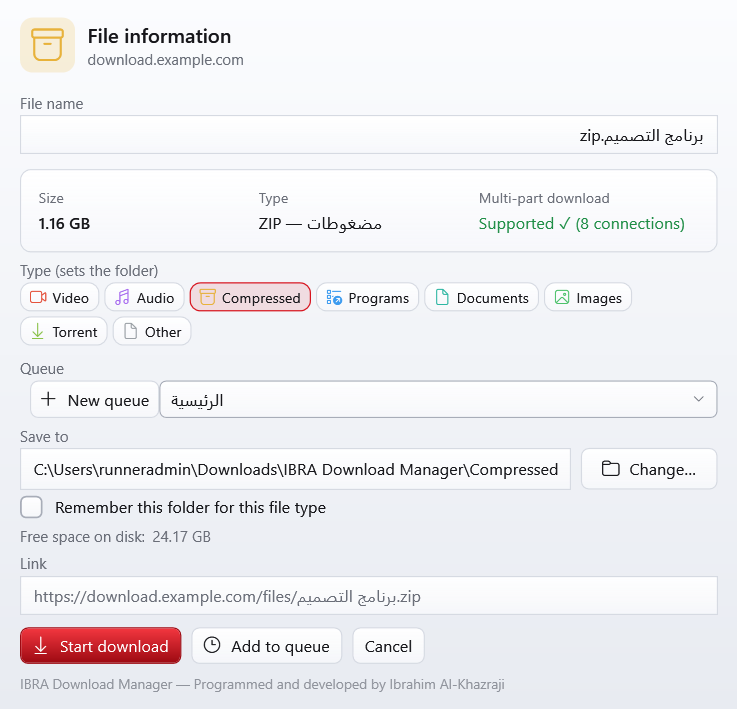 File information
download.example.com
File name
برنامج التصميم.zip
Size Type Multi-part download
1.16 GB ZIP — مضغوطات Supported ✓ (8 connections)
Type (sets the folder)
Video Audio Compressed Programs Documents Images
Torrent Other
Queue
+ New queue الرئيسية
Save to
C:\Users\runneradmin\Downloads\IBRA Download Manager\Compressed Change...
Remember this folder for this file type
Free space on disk: 24.17 GB
Link
https://download.example.com/files/برنامج التصميم.zip
Start download Add to queue Cancel
IBRA Download Manager — Programmed and developed by Ibrahim Al-Khazraji